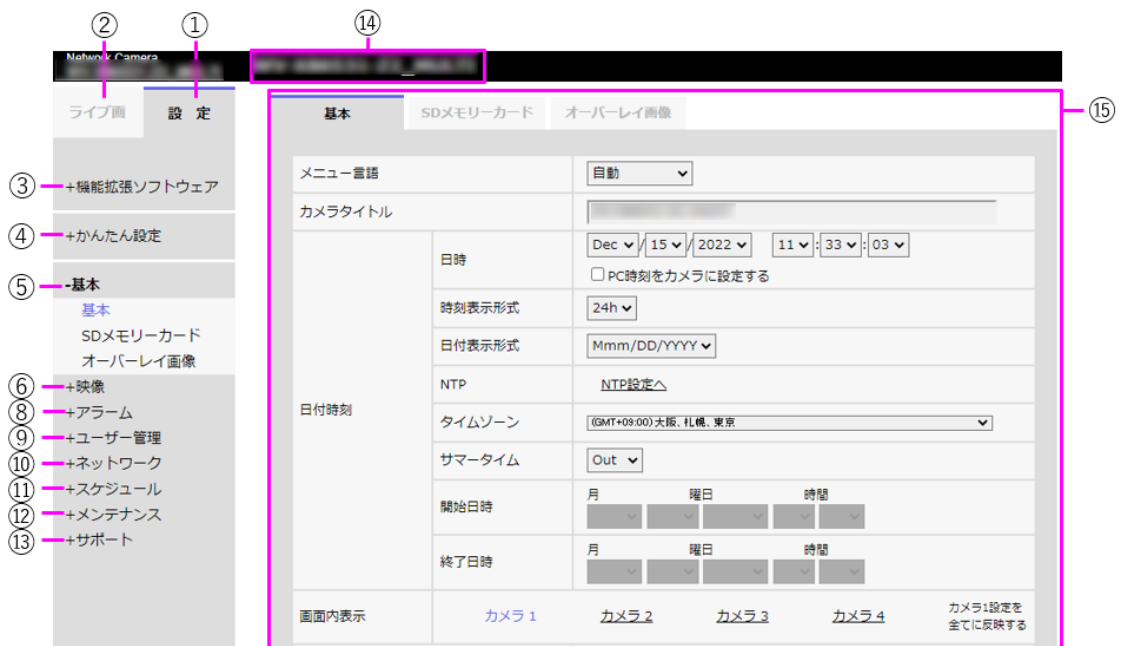 ② ① ⑭
Network Camera
ライブ画 設 定
基本 SDメモリーカード オーバーレイ画像 ⑮
③ +機能拡張ソフトウェア
④ +かんたん設定
⑤ -基本
基本
SDメモリーカード
オーバーレイ画像
⑥ +映像
⑧ +アラーム
⑨ +ユーザー管理
⑩ +ネットワーク
⑪ +スケジュール
⑫ +メンテナンス
⑬ +サポート
メニュー言語 自動
カメラタイトル
日付時刻
日時 Dec / 15 / 2022 11 : 33 : 03
PC時刻をカメラに設定する
時刻表示形式 24h
日付表示形式 Mmm/DD/YYYY
NTP NTP設定へ
タイムゾーン (GMT+09:00)大阪、札幌、東京
サマータイム Out
開始日時 月 曜日 時間
終了日時 月 曜日 時間
画面内表示 カメラ 1 カメラ 2 カメラ 3 カメラ 4 カメラ1設定を
全てに反映する